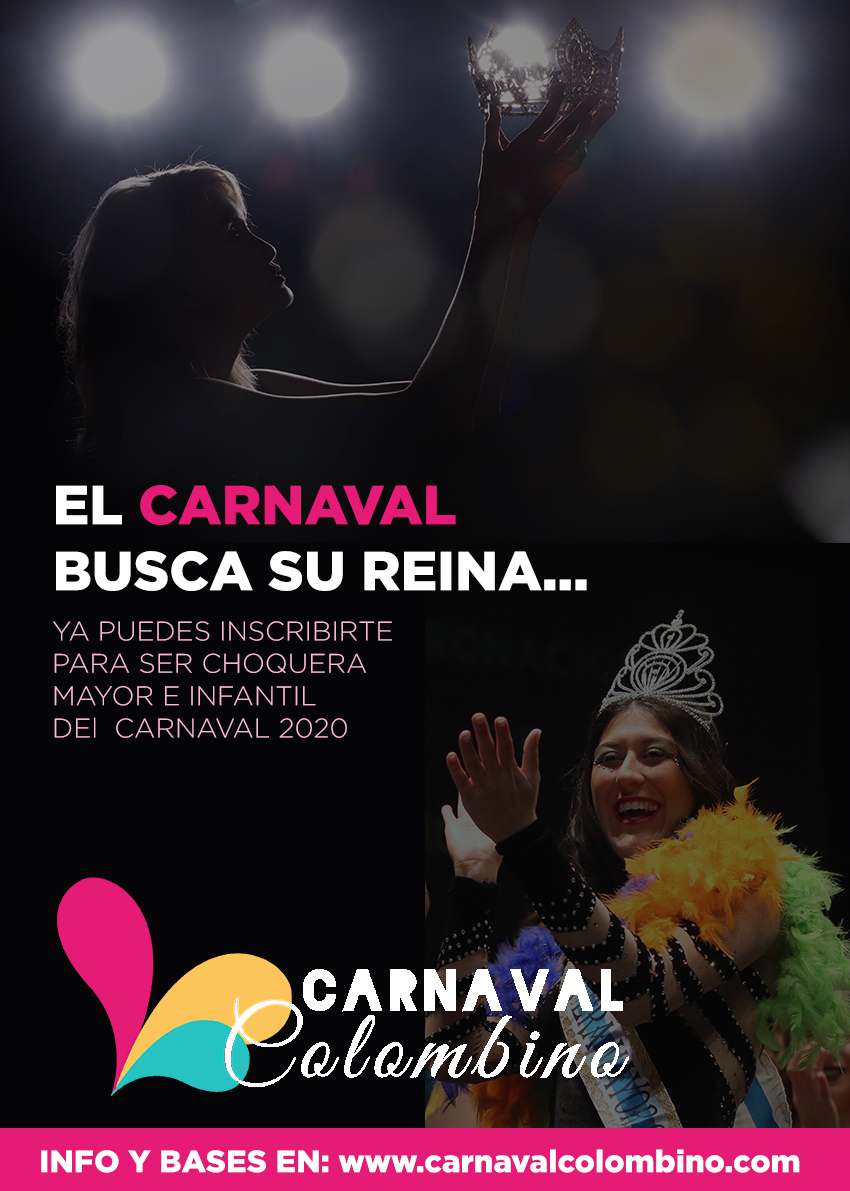 EL CARNAVAL
BUSCA SU REINA...
YA PUEDES INSCRIBIRTE
PARA SER CHOQUERA
MAYOR E INFANTIL
DEl CARNAVAL 2020
CARNAVAL
Colombino
INFO Y BASES EN: www.carnavalcolombino.com